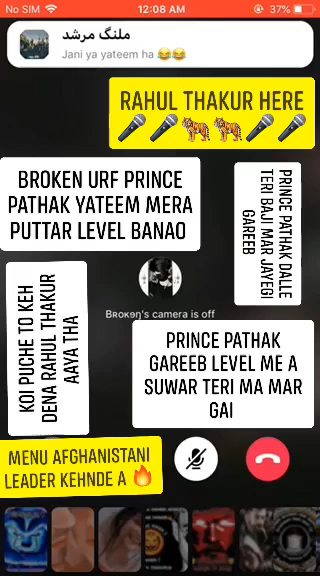 No SIM 12:08 AM 37%
ملنگ مرشد
Jani ya yateem ha 😂😂
RAHUL THAKUR HERE
🎤🎤🐅🐅🎤🎤
BROKEN URF PRINCE
PATHAK YATEEM MERA
PUTTAR LEVEL BANAO
PRINCE PATHAK DALLE
TERI BAJI MAR JAYEGI
GAREEB
Broken's camera is off
KOI PUCHE TO KEH
DENA RAHUL THAKUR
AAYA THA
PRINCE PATHAK
GAREEB LEVEL ME A
SUWAR TERI MA MAR
GAI
MENU AFGHANISTANI
LEADER KEHNDE A 🔥